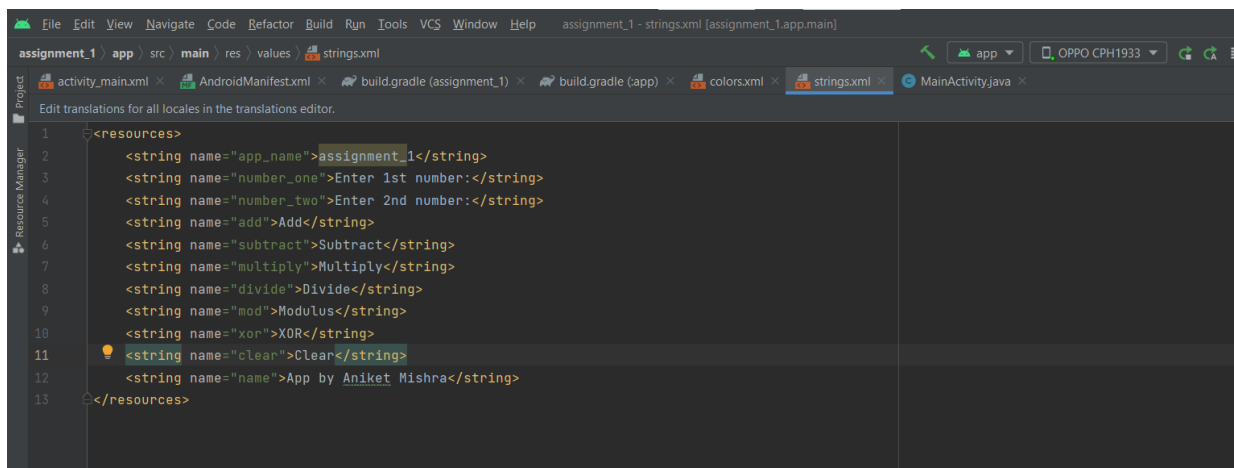 File Edit View Navigate Code Refactor Build Run Tools VCS Window Help assignment_1 - strings.xml [assignment_1.app.main]
assignment_1 app src main res values strings.xml app OPPO CPH1933
activity_main.xml AndroidManifest.xml build.gradle (assignment_1) build.gradle (:app) colors.xml strings.xml MainActivity.java
Project
Edit translations for all locales in the translations editor.
Resource Manager
1 <resources>
2 <string name="app_name">assignment_1</string>
3 <string name="number_one">Enter 1st number:</string>
4 <string name="number_two">Enter 2nd number:</string>
5 <string name="add">Add</string>
6 <string name="subtract">Subtract</string>
7 <string name="multiply">Multiply</string>
8 <string name="divide">Divide</string>
9 <string name="mod">Modulus</string>
10 <string name="xor">XOR</string>
11 <string name="clear">Clear</string>
12 <string name="name">App by Aniket Mishra</string>
13 </resources>